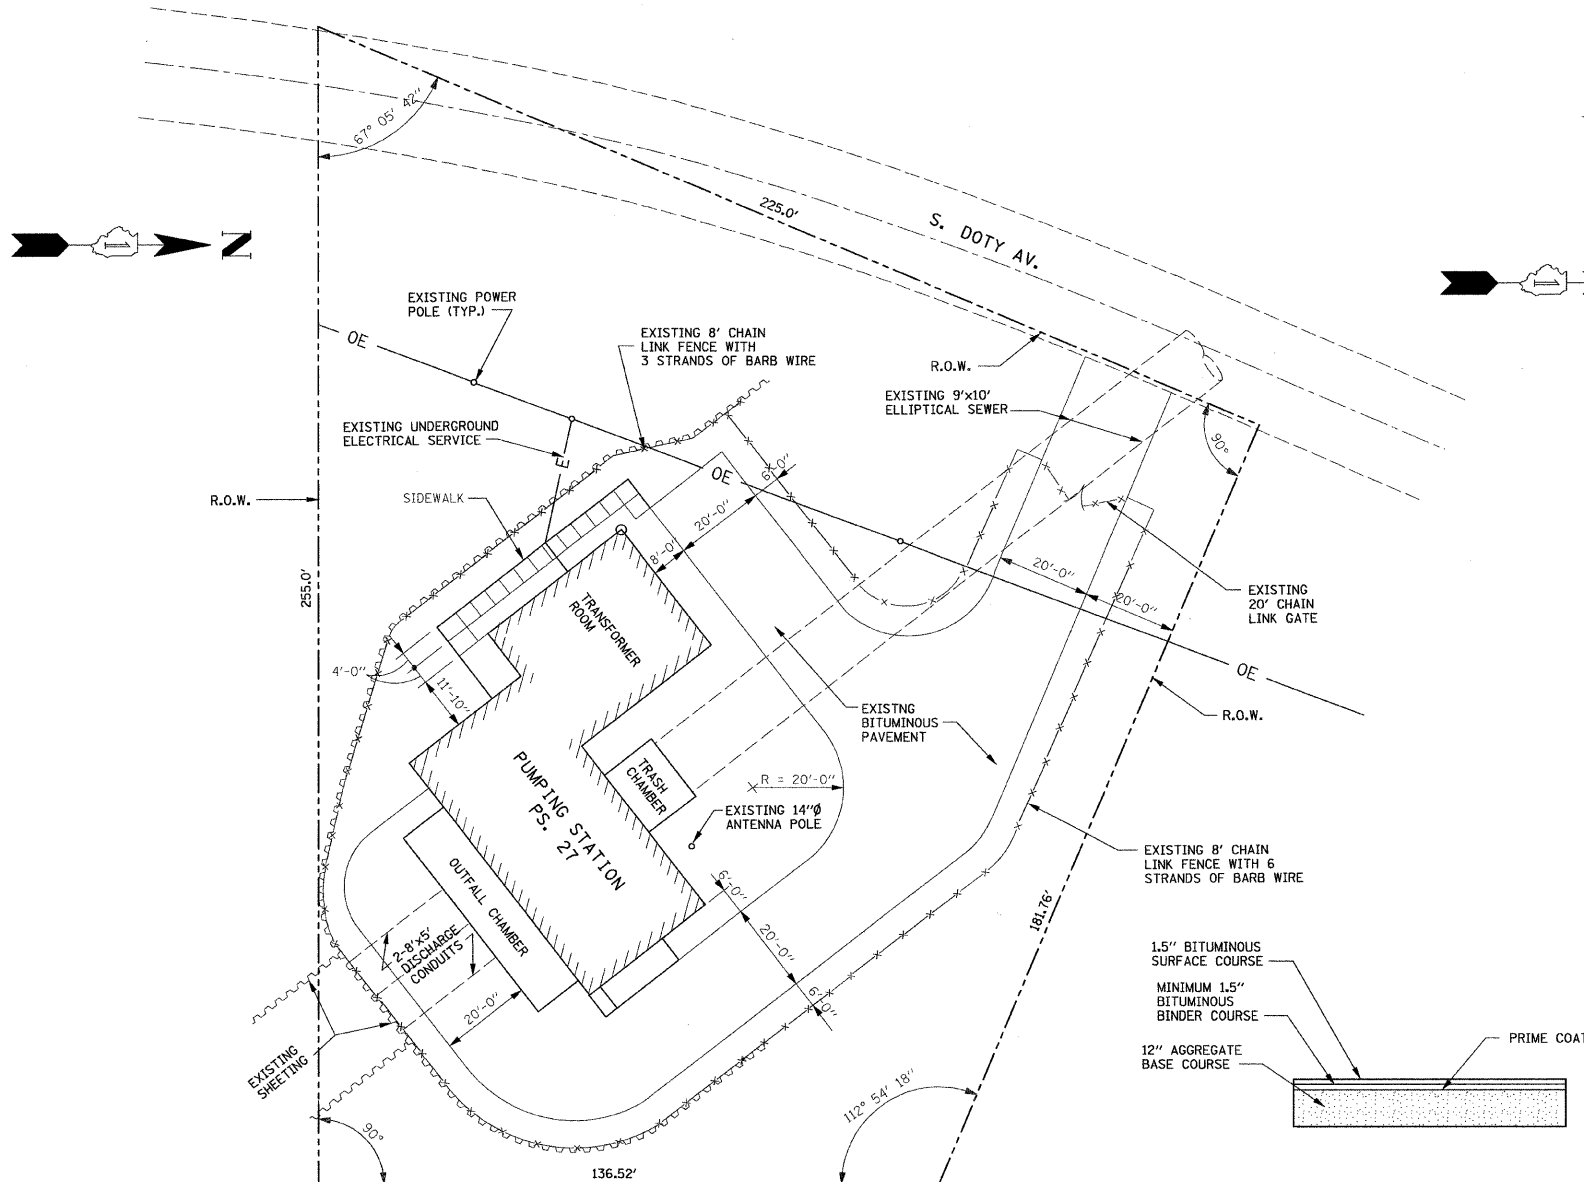 67° 05' 42"
225.0'
S. DOTY AV.
N
EXISTING POWER
POLE (TYP.)
OE
EXISTING 8' CHAIN
LINK FENCE WITH
3 STRANDS OF BARB WIRE
R.O.W.
EXISTING 9'x10'
ELLIPTICAL SEWER
EXISTING UNDERGROUND
ELECTRICAL SERVICE
E
OE
6'-0"
90°
R.O.W.
SIDEWALK
20'-0"
8'-0"
255.0'
20'-0"
20'-0"
EXISTING
20' CHAIN
LINK GATE
TRANSFORMER
ROOM
4'-0"
11'-10"
OE
R.O.W.
EXISTNG
BITUMINOUS
PAVEMENT
TRASH
CHAMBER
R = 20'-0"
PUMPING STATION
PS. 27
EXISTING 14"Ø
ANTENNA POLE
EXISTING 8' CHAIN
LINK FENCE WITH 6
STRANDS OF BARB WIRE
OUTFALL CHAMBER
6'-0"
181.76'
2-8'x5'
DISCHARGE
CONDUITS
20'-0"
20'-0"
6'-0"
1.5" BITUMINOUS
SURFACE COURSE
MINIMUM 1.5"
BITUMINOUS
BINDER COURSE
PRIME COAT
12" AGGREGATE
BASE COURSE
EXISTING
SHEETING
90°
112° 54' 18"
136.52'